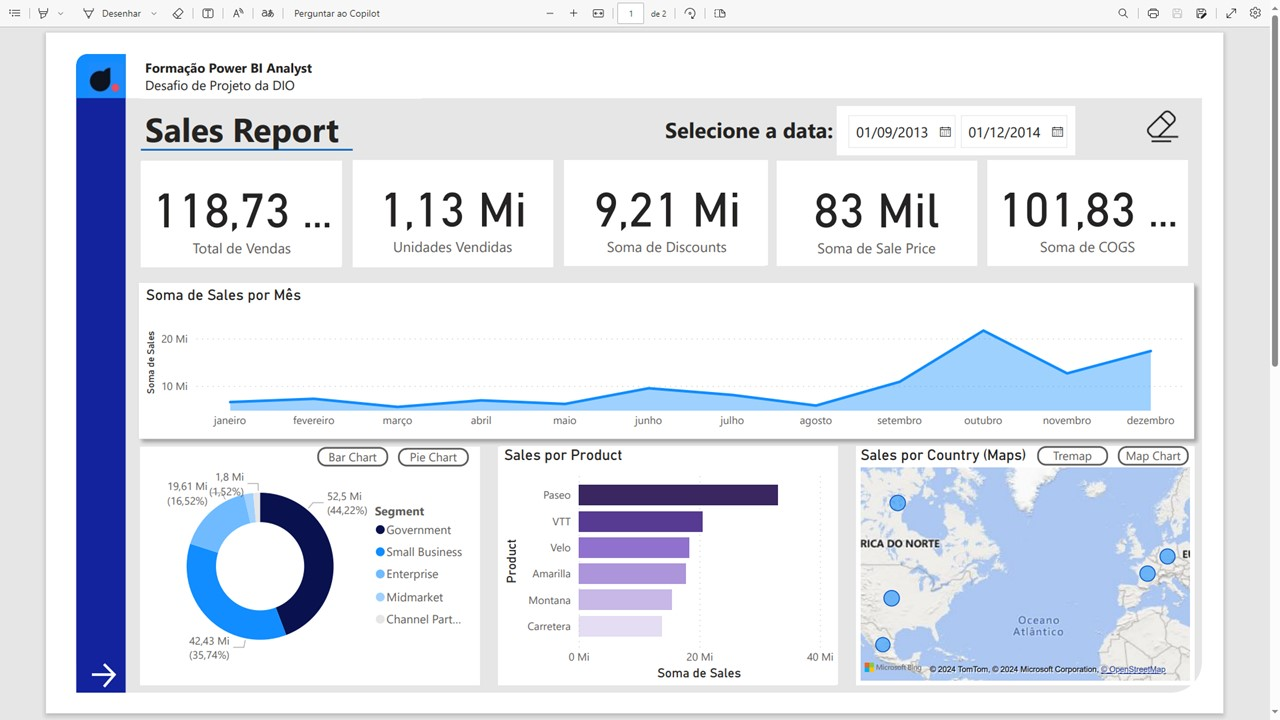 Desenhar
Perguntar ao Copilot
1
de 2
Formação Power BI Analyst
Desafio de Projeto da DIO
Sales Report
Selecione a data:
01/09/2013
01/12/2014
118,73 ...
Total de Vendas
1,13 Mi
Unidades Vendidas
9,21 Mi
Soma de Discounts
83 Mil
Soma de Sale Price
101,83 ...
Soma de COGS
Soma de Sales por Mês
Soma de Sales
20 Mi
10 Mi
janeiro
fevereiro
março
abril
maio
junho
julho
agosto
setembro
outubro
novembro
dezembro
Bar Chart
Pie Chart
1,8 Mi
(1,52%)
19,61 Mi
(16,52%)
52,5 Mi
(44,22%)
42,43 Mi
(35,74%)
Segment
Government
Small Business
Enterprise
Midmarket
Channel Part...
Sales por Product
Product
Paseo
VTT
Velo
Amarilla
Montana
Carretera
0 Mi
20 Mi
40 Mi
Soma de Sales
Sales por Country (Maps)
Tremap
Map Chart
RICA DO NORTE
EU
Oceano
Atlântico
Microsoft Bing
© 2024 TomTom, © 2024 Microsoft Corporation, © OpenStreetMap